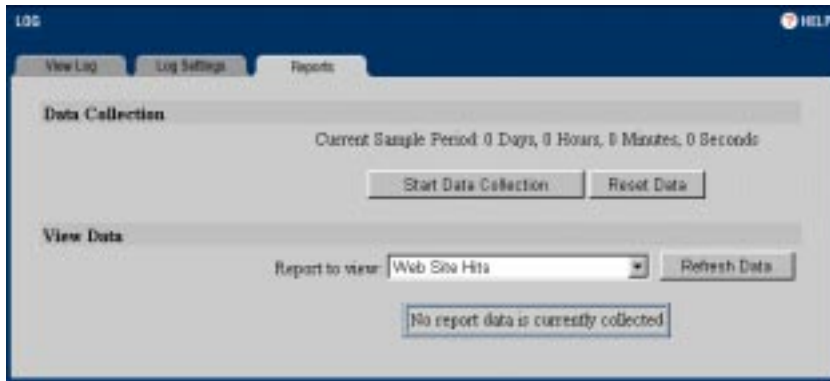 LOG
HELP
View Log
Log Settings
Reports
Data Collection
Current Sample Period: 0 Days, 0 Hours, 0 Minutes, 0 Seconds
Start Data Collection
Reset Data
View Data
Report to view: Web Site Hits
Refresh Data
No report data is currently collected